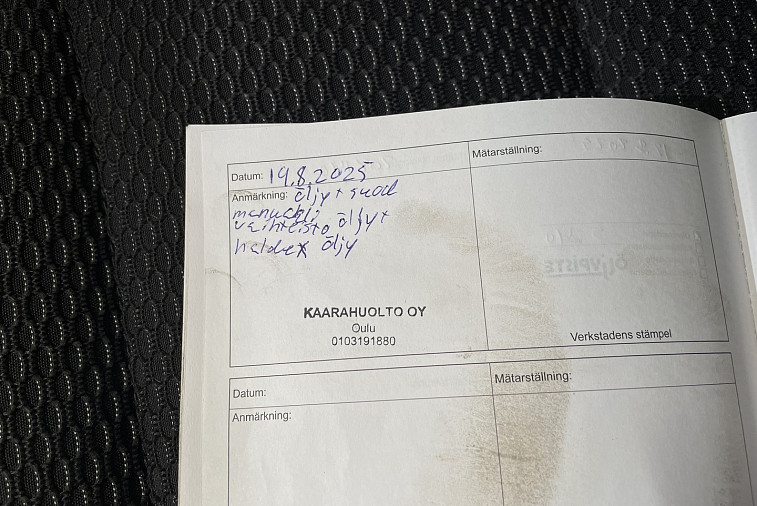 Datum: 19.8.2025
Mätarställning:
Anmärkning: öljy + suod
manuaali
vaihteisto öljy +
haldex öljy
KAARAHUOLTO OY
Oulu
0103191880
Verkstadens stämpel
Datum:
Mätarställning:
Anmärkning: